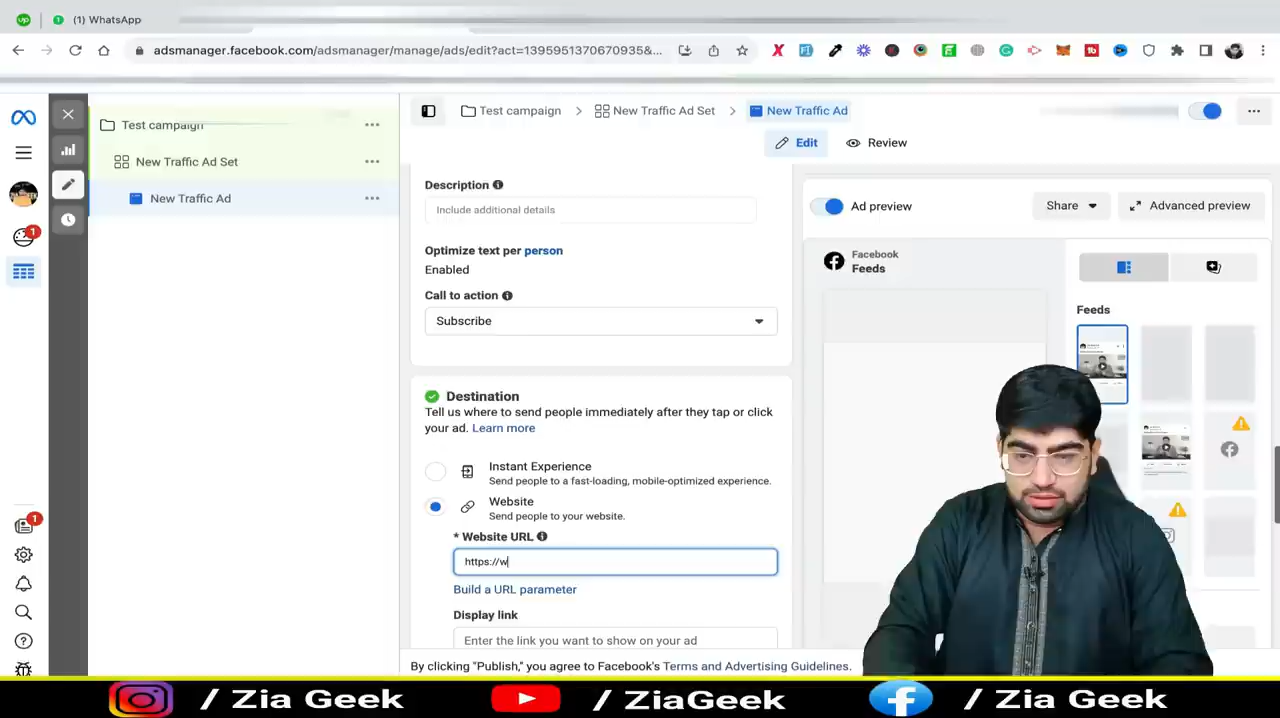 up
1
(1) WhatsApp
adsmanager.facebook.com/adsmanager/manage/ads/edit?act=1395951370670935&...
Test campaign
New Traffic Ad Set
New Traffic Ad
Test campaign > New Traffic Ad Set > New Traffic Ad
Edit
Review
1
1
Description
Include additional details
Optimize text per person
Enabled
Call to action
Subscribe
Destination
Tell us where to send people immediately after they tap or click
your ad. Learn more
Instant Experience
Send people to a fast-loading, mobile-optimized experience.
Website
Send people to your website.
* Website URL
https://w
Build a URL parameter
Display link
Enter the link you want to show on your ad
By clicking "Publish," you agree to Facebook's Terms and Advertising Guidelines.
Ad preview
Share
Advanced preview
Facebook
Feeds
Feeds
/ Zia Geek
/ ZiaGeek
/ Zia Geek